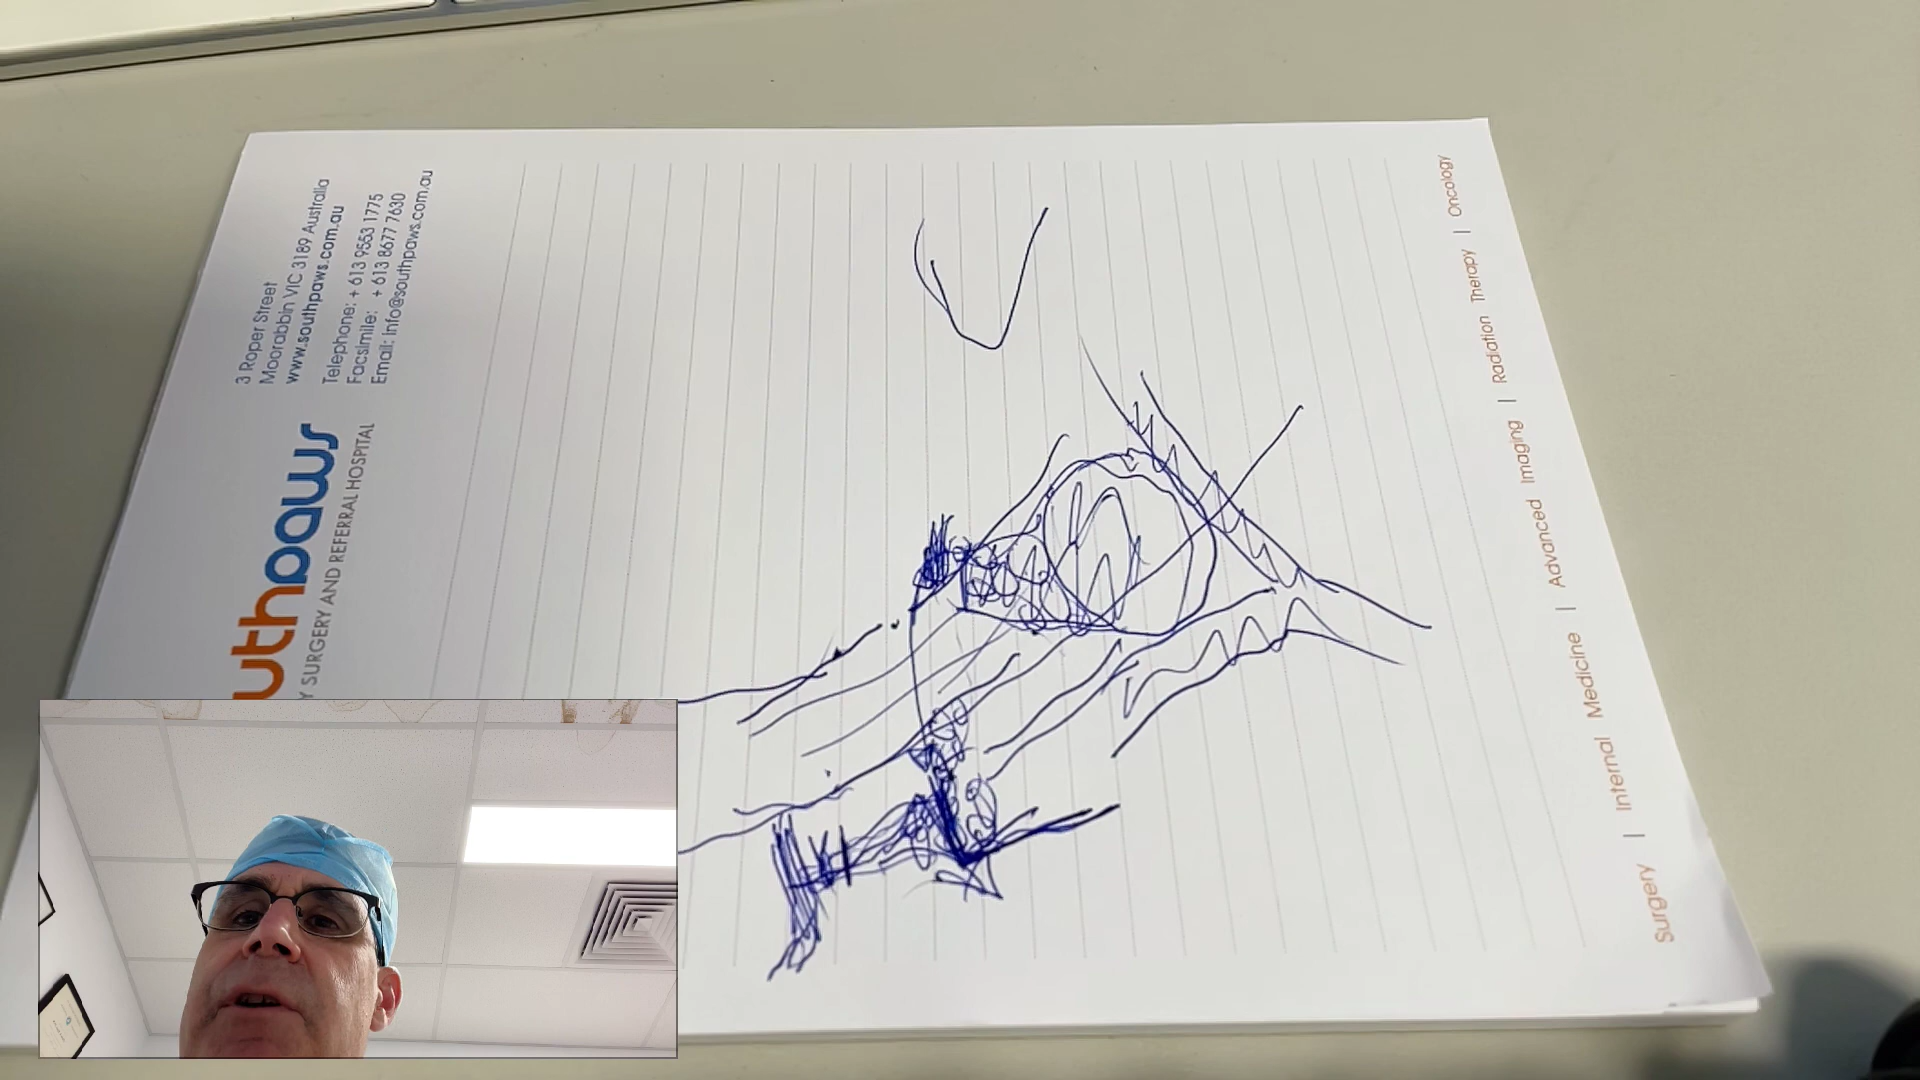 uthpaws
Y SURGERY AND REFERRAL HOSPITAL
3 Roper Street
Moorabbin VIC 3189 Australia
www.southpaws.com.au
Telephone: + 613 9553 1775
Facsimile: + 613 8677 7630
Email: info@southpaws.com.au
Surgery | Internal Medicine | Advanced Imaging | Radiation Therapy | Oncology